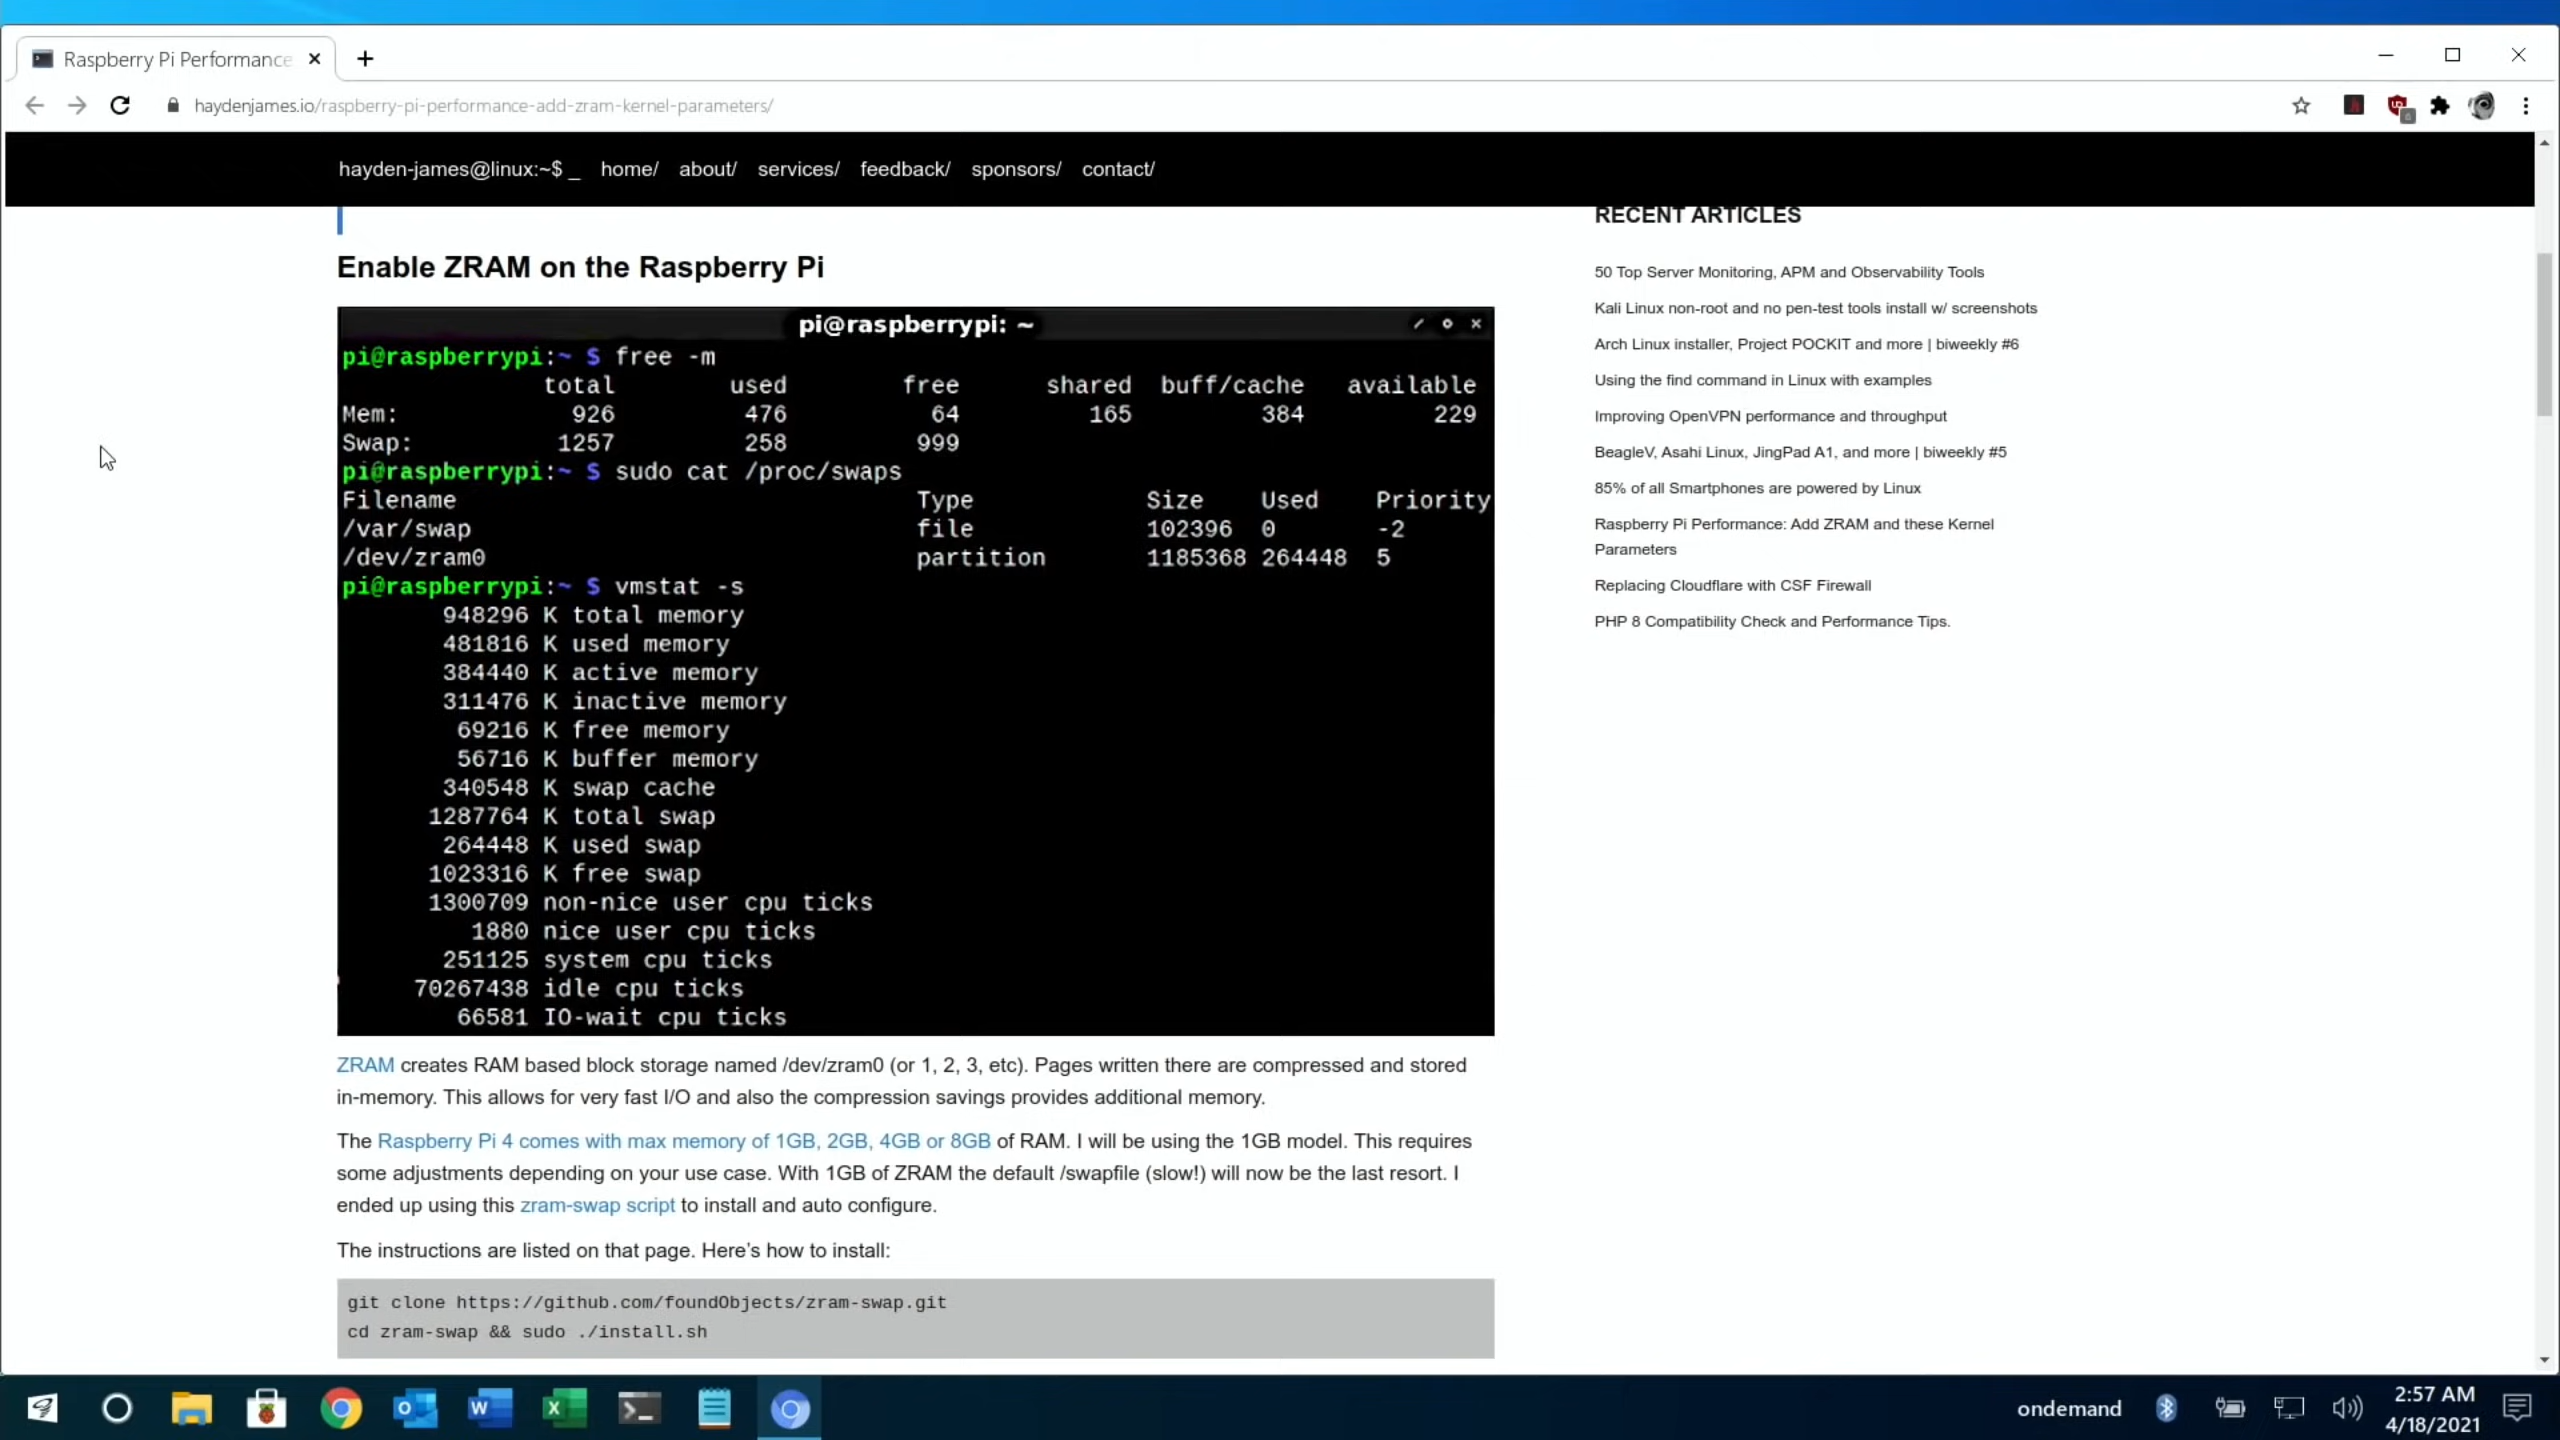 Raspberry Pi Performance
haydenjames.io/raspberry-pi-performance-add-zram-kernel-parameters/
hayden-james@linux:~$ _ home/ about/ services/ feedback/ sponsors/ contact/
Enable ZRAM on the Raspberry Pi
pi@raspberrypi: ~
pi@raspberrypi:~ $ free -m
total used free shared buff/cache available
Mem: 926 476 64 165 384 229
Swap: 1257 258 999
pi@raspberrypi:~ $ sudo cat /proc/swaps
Filename Type Size Used Priority
/var/swap file 102396 0 -2
/dev/zram0 partition 1185368 264448 5
pi@raspberrypi:~ $ vmstat -s
948296 K total memory
481816 K used memory
384440 K active memory
311476 K inactive memory
69216 K free memory
56716 K buffer memory
340548 K swap cache
1287764 K total swap
264448 K used swap
1023316 K free swap
1300709 non-nice user cpu ticks
1880 nice user cpu ticks
251125 system cpu ticks
70267438 idle cpu ticks
66581 IO-wait cpu ticks
ZRAM creates RAM based block storage named /dev/zram0 (or 1, 2, 3, etc). Pages written there are compressed and stored
in-memory. This allows for very fast I/O and also the compression savings provides additional memory.
The Raspberry Pi 4 comes with max memory of 1GB, 2GB, 4GB or 8GB of RAM. I will be using the 1GB model. This requires
some adjustments depending on your use case. With 1GB of ZRAM the default /swapfile (slow!) will now be the last resort. I
ended up using this zram-swap script to install and auto configure.
The instructions are listed on that page. Here’s how to install:
git clone https://github.com/foundObjects/zram-swap.git
cd zram-swap && sudo ./install.sh
RECENT ARTICLES
50 Top Server Monitoring, APM and Observability Tools
Kali Linux non-root and no pen-test tools install w/ screenshots
Arch Linux installer, Project POCKIT and more | biweekly #6
Using the find command in Linux with examples
Improving OpenVPN performance and throughput
BeagleV, Asahi Linux, JingPad A1, and more | biweekly #5
85% of all Smartphones are powered by Linux
Raspberry Pi Performance: Add ZRAM and these Kernel
Parameters
Replacing Cloudflare with CSF Firewall
PHP 8 Compatibility Check and Performance Tips.
ondemand
2:57 AM
4/18/2021